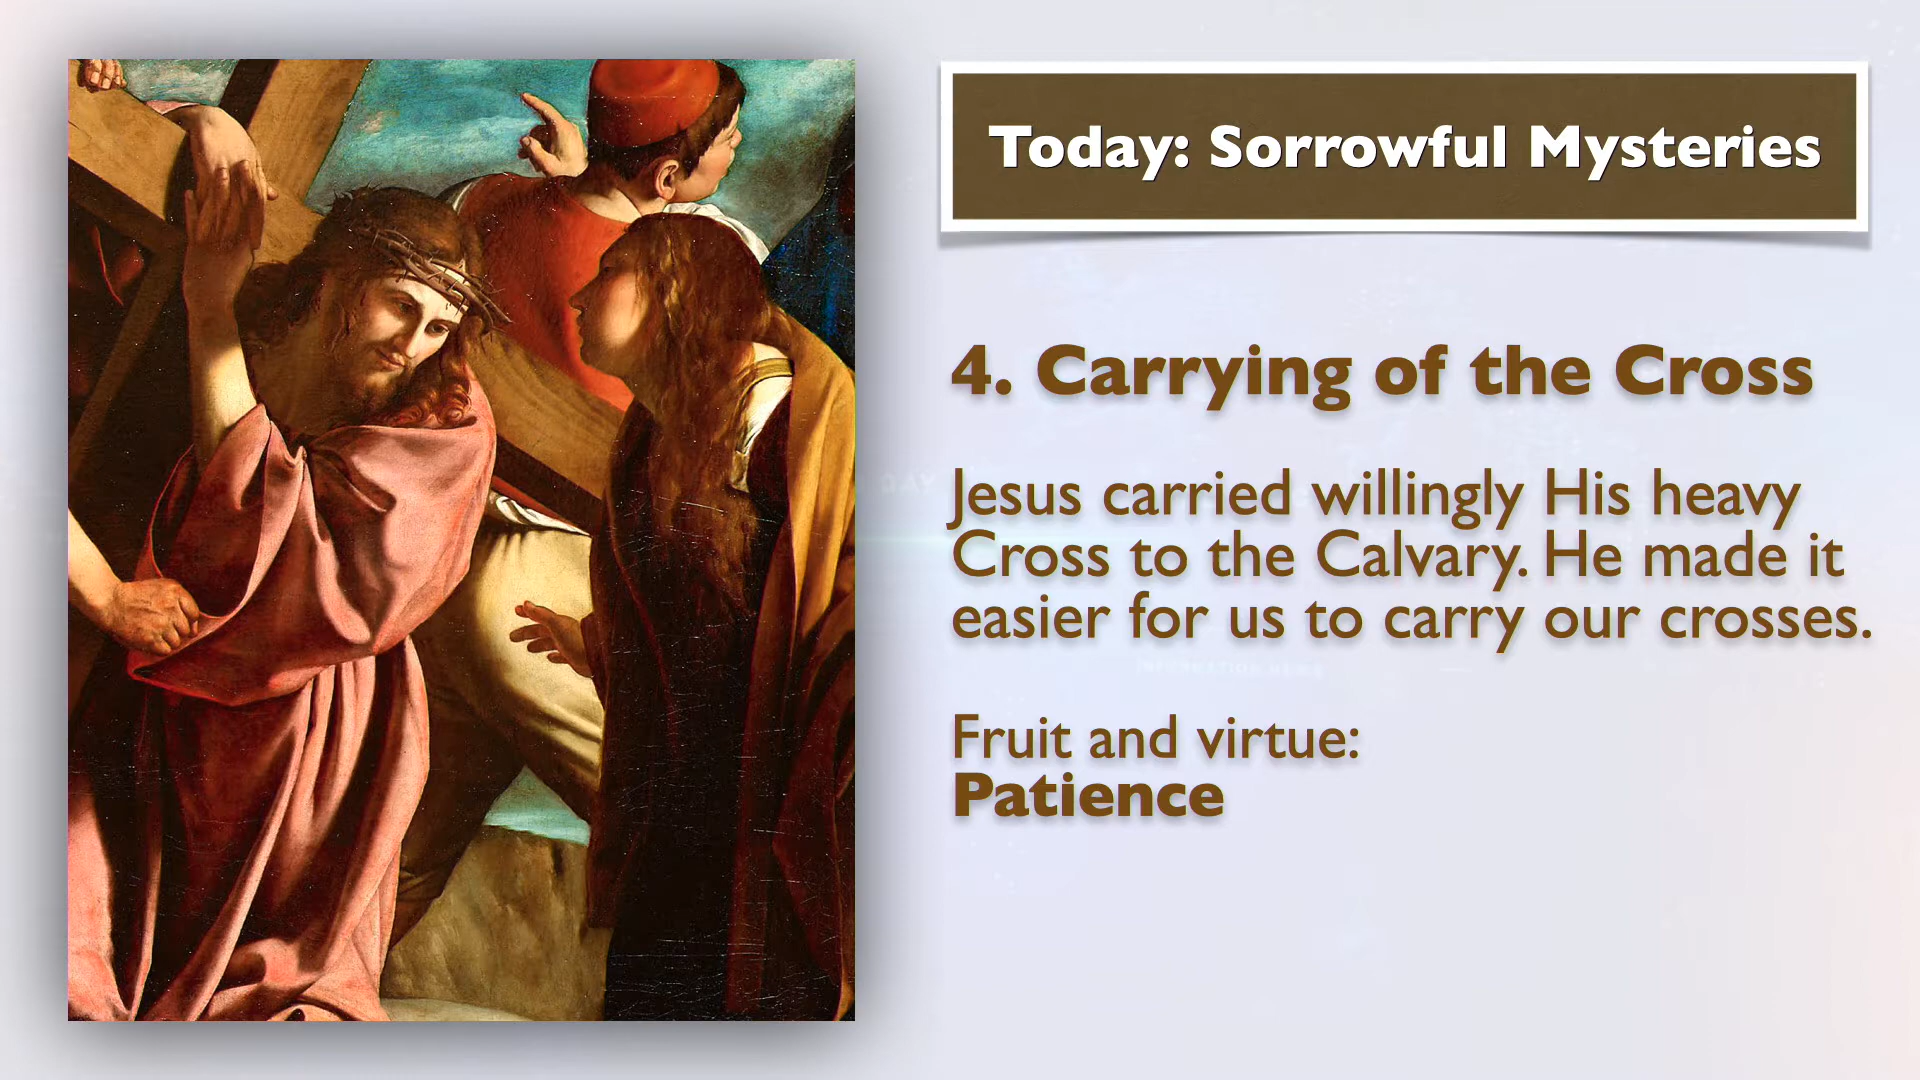 Today: Sorrowful Mysteries
4. Carrying of the Cross
Jesus carried willingly His heavy
Cross to the Calvary. He made it
easier for us to carry our crosses.
Fruit and virtue:
Patience